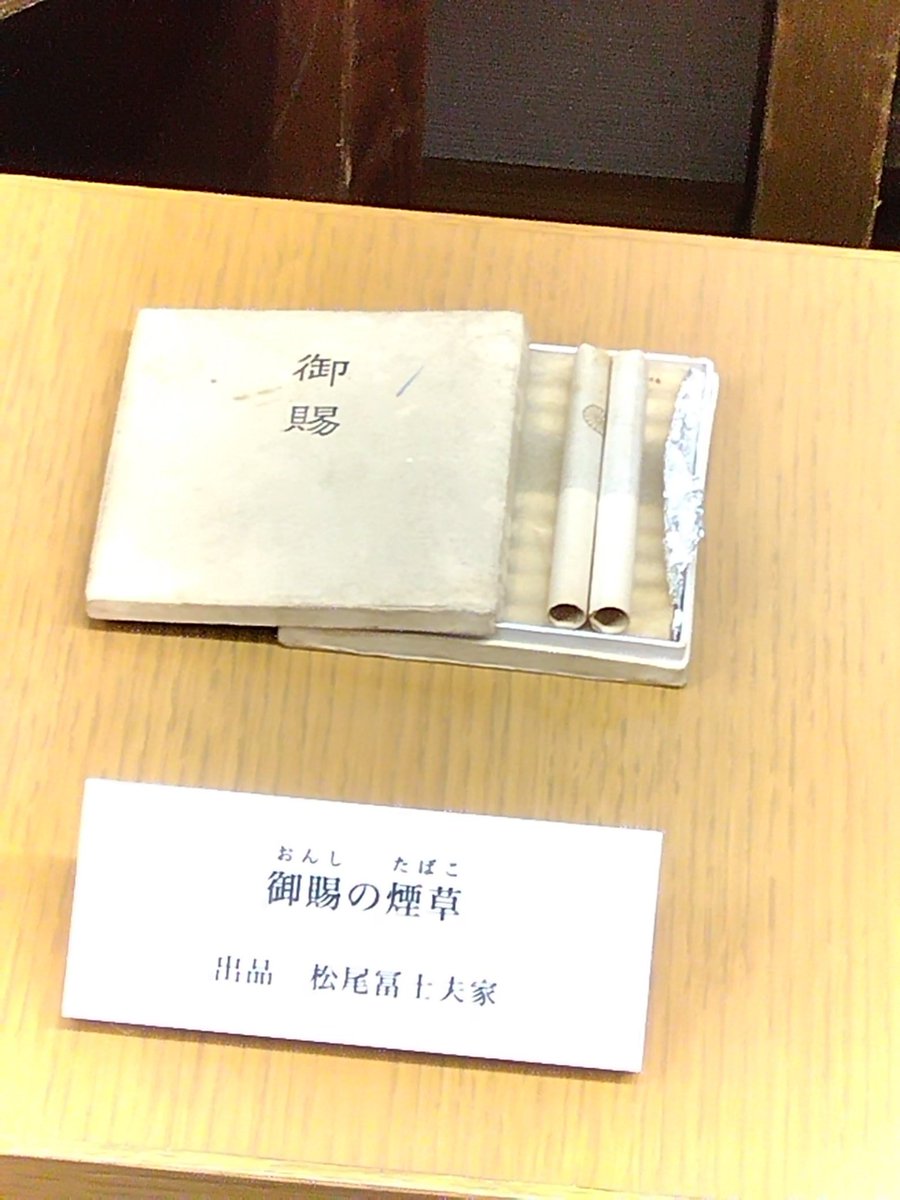 御
賜
おんし たばこ
御賜の煙草
出品 松尾冨士夫家